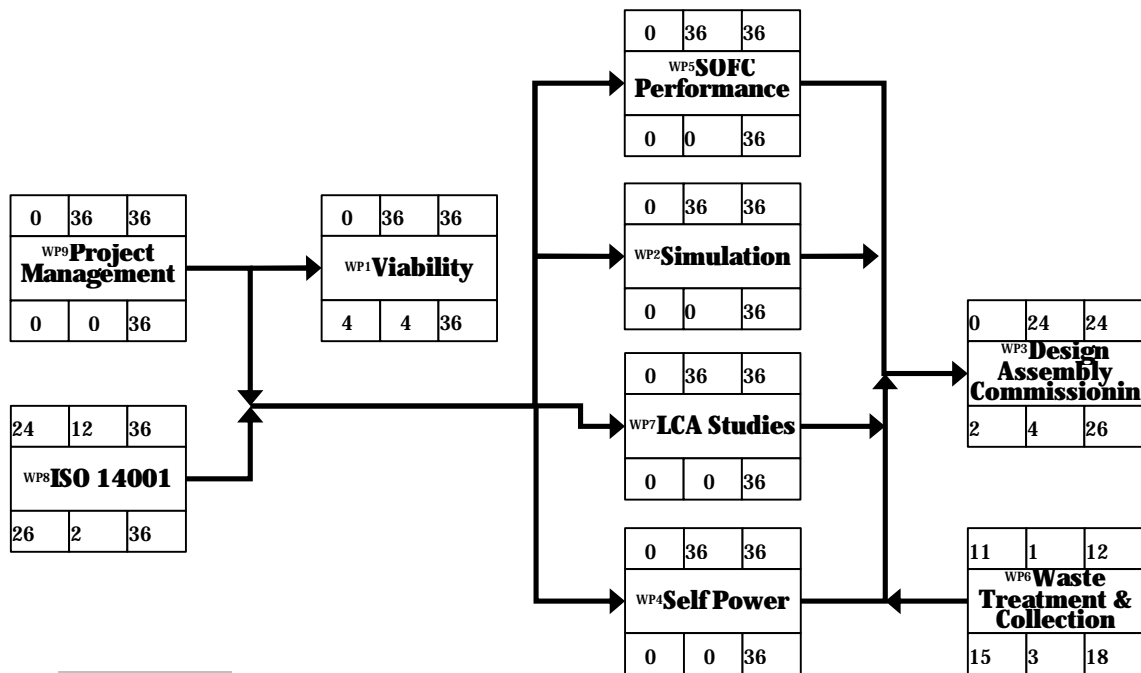 0 36 36
WP5SOFC
Performance
0 0 36
0 36 36
WP9Project
Management
0 0 36
0 36 36
WP1Viability
4 4 36
0 36 36
WP2Simulation
0 0 36
0 24 24
WP3Design
Assembly
Commissionin
2 4 26
24 12 36
WP8ISO 14001
26 2 36
0 36 36
WP7LCA Studies
0 0 36
0 36 36
WP4Self Power
0 0 36
11 1 12
WP6Waste
Treatment &
Collection
15 3 18